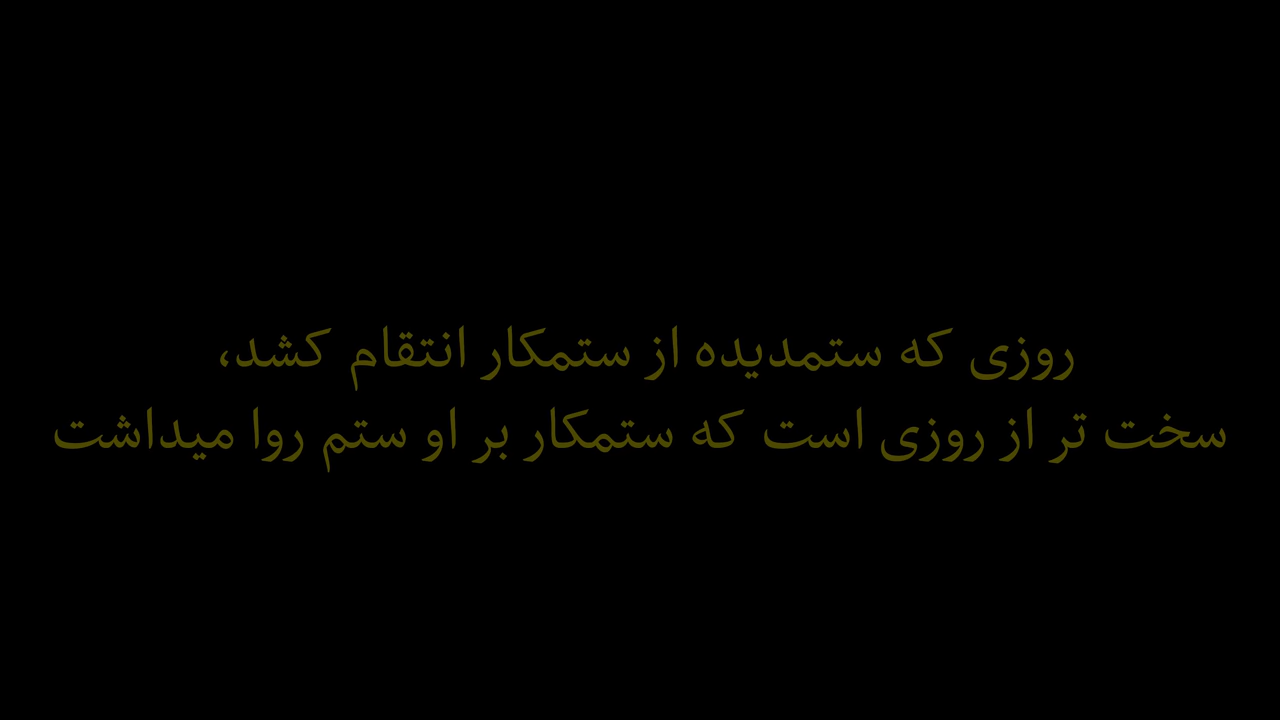 روزی که ستمدیده از ستمکار انتقام کشد،
سخت تر از روزی است که ستمکار بر او ستم روا میداشت